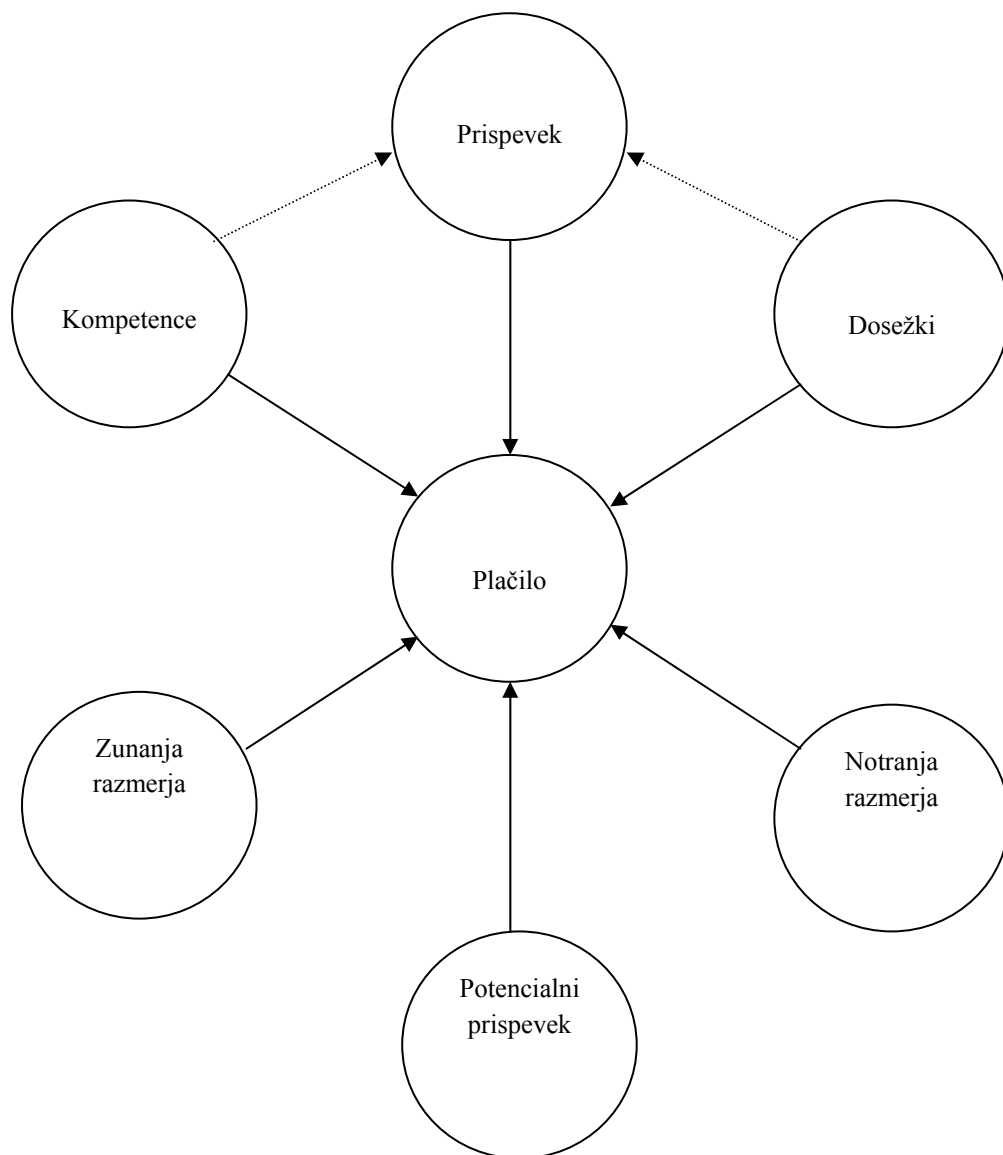 Prispevek
Kompetence
Dosežki
Plačilo
Zunanja
razmerja
Notranja
razmerja
Potencialni
prispevek